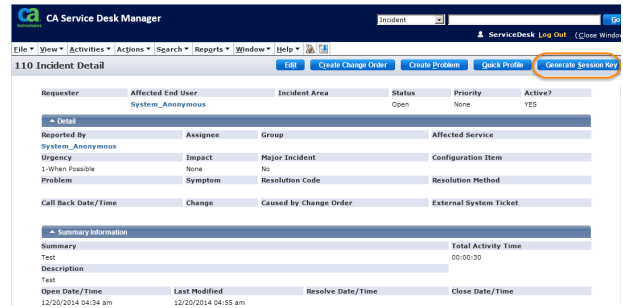 ca technologies CA Service Desk Manager Incident Go
ServiceDesk Log Out (Close Window
File View Activities Actions Search Reports Window Help
110 Incident Detail Edit Create Change Order Create Problem Quick Profile Generate Session Key
Requester Affected End User Incident Area Status Priority Active?
System_Anonymous Open None YES
Detail
Reported By Assignee Group Affected Service
System_Anonymous
Urgency Impact Major Incident Configuration Item
1-When Possible None No
Problem Symptom Resolution Code Resolution Method
Call Back Date/Time Change Caused by Change Order External System Ticket
Summary Information
Summary Total Activity Time
Test 00:00:30
Description
Test
Open Date/Time Last Modified Resolve Date/Time Close Date/Time
12/20/2014 04:34 am 12/20/2014 04:55 am